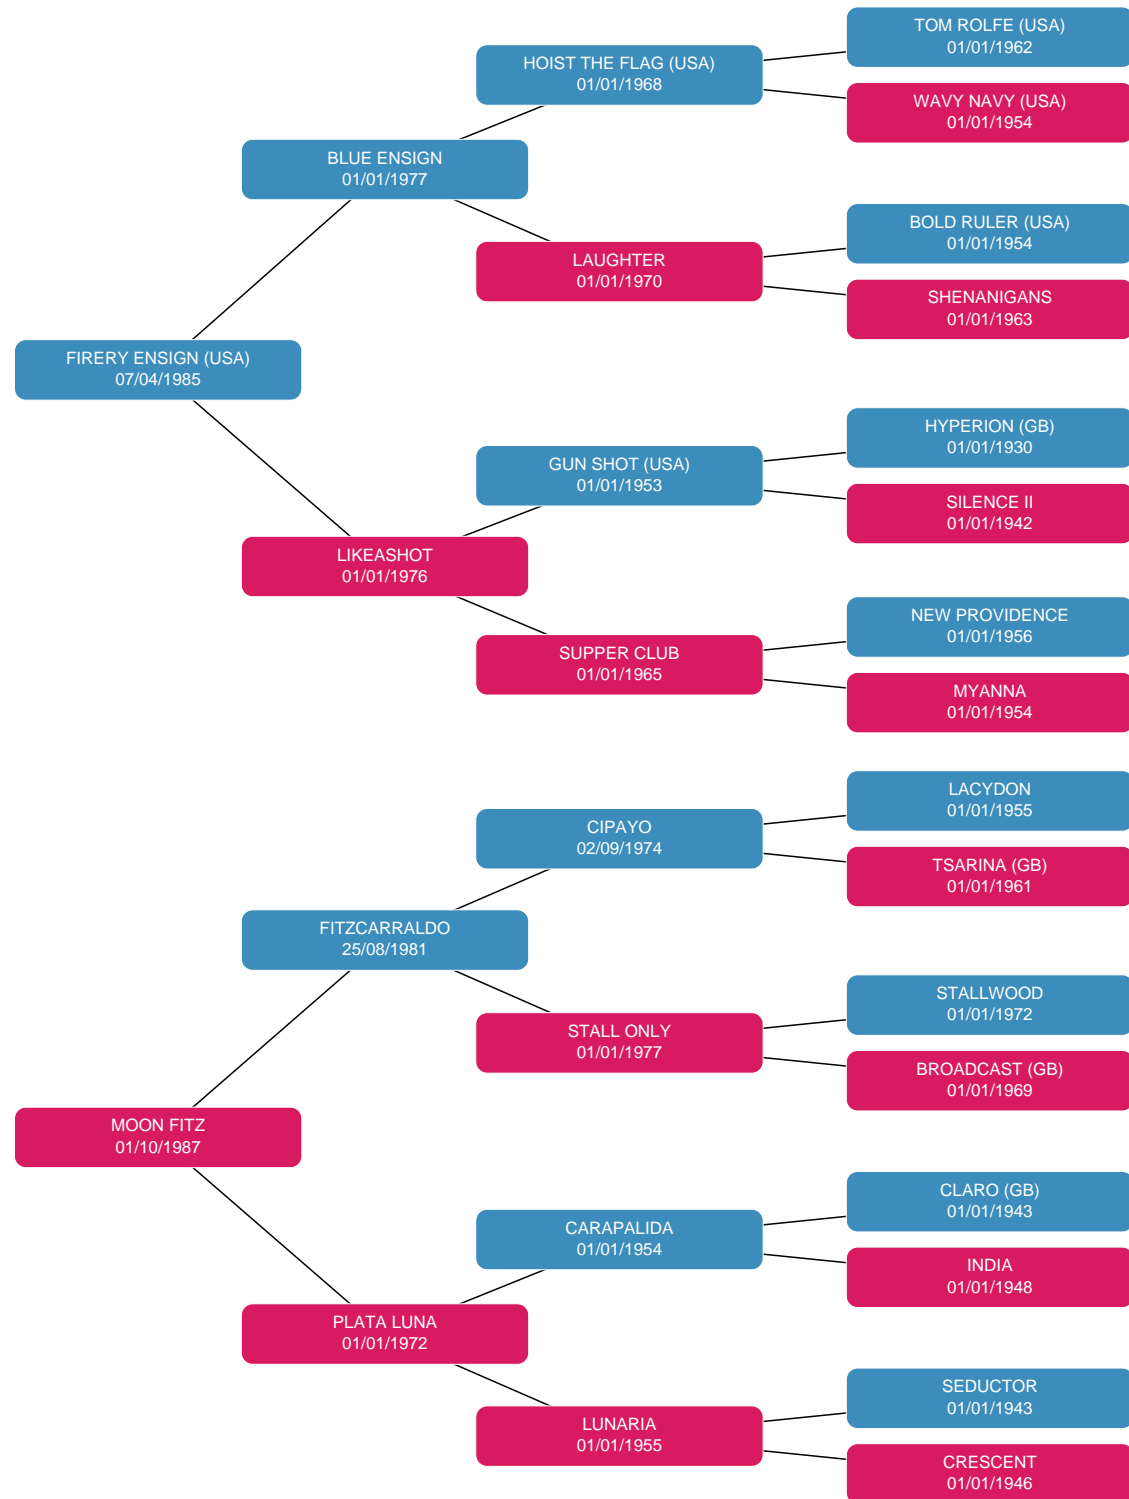 TOM ROLFE (USA)
01/01/1962
HOIST THE FLAG (USA)
01/01/1968
WAVY NAVY (USA)
01/01/1954
BLUE ENSIGN
01/01/1977
BOLD RULER (USA)
01/01/1954
LAUGHTER
01/01/1970
SHENANIGANS
01/01/1963
FIRERY ENSIGN (USA)
07/04/1985
HYPERION (GB)
01/01/1930
GUN SHOT (USA)
01/01/1953
SILENCE II
01/01/1942
LIKEASHOT
01/01/1976
NEW PROVIDENCE
01/01/1956
SUPPER CLUB
01/01/1965
MYANNA
01/01/1954
LACYDON
01/01/1955
CIPAYO
02/09/1974
TSARINA (GB)
01/01/1961
FITZCARRALDO
25/08/1981
STALLWOOD
01/01/1972
STALL ONLY
01/01/1977
BROADCAST (GB)
01/01/1969
MOON FITZ
01/10/1987
CLARO (GB)
01/01/1943
CARAPALIDA
01/01/1954
INDIA
01/01/1948
PLATA LUNA
01/01/1972
SEDUCTOR
01/01/1943
LUNARIA
01/01/1955
CRESCENT
01/01/1946